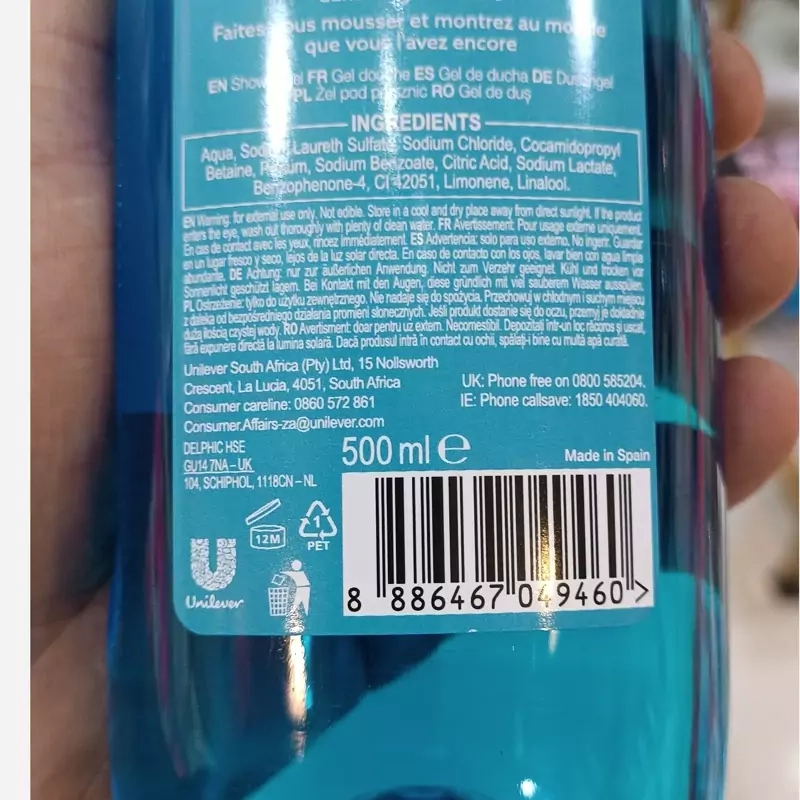 Faites-vous mousser et montrez au monde
que vous l'avez encore
EN Shower Gel FR Gel douche ES Gel de ducha DE Duschgel
PL Żel pod prysznic RO Gel de duș
INGREDIENTS
Aqua, Sodium Laureth Sulfate, Sodium Chloride, Cocamidopropyl
Betaine, Parfum, Sodium Benzoate, Citric Acid, Sodium Lactate,
Benzophenone-4, CI 42051, Limonene, Linalool.
EN Warning: for external use only. Not edible. Store in a cool and dry place away from direct sunlight. If the product
enters the eye, wash out thoroughly with plenty of clean water. FR Avertissement: Pour usage externe uniquement.
En cas de contact avec les yeux, rincez immédiatement. ES Advertencia: solo para uso externo. No ingerir. Guardar
en un lugar fresco y seco, lejos de la luz solar directa. En caso de contacto con los ojos, lavar bien con agua limpia
abundante. DE Achtung: nur zur äußerlichen Anwendung. Nicht zum Verzehr geeignet. Kühl und trocken vor
Sonnenlicht geschützt lagern. Bei Kontakt mit den Augen, diese gründlich mit viel sauberem Wasser ausspülen.
PL Ostrzeżenie: tylko do użytku zewnętrznego. Nie nadaje się do spożycia. Przechowuj w chłodnym i suchym miejscu
z daleka od bezpośredniego działania promieni słonecznych. Jeśli produkt dostanie się do oczu, przemyj je dokładnie
dużą ilością czystej wody. RO Avertisment: doar pentru uz extern. Necomestibil. Depozitați într-un loc răcoros și uscat,
fără expunere directă la lumina solară. Dacă produsul intră în contact cu ochii, spălați-i bine cu multă apă curată.
Unilever South Africa (Pty) Ltd, 15 Nollsworth
Crescent, La Lucia, 4051, South Africa
Consumer careline: 0860 572 861
Consumer.Affairs-za@unilever.com
UK: Phone free on 0800 585204.
IE: Phone callsave: 1850 404060.
DELPHIC HSE
GU14 7NA – UK
104, SCHIPHOL, 1118CN – NL
500 ml e
Made in Spain
12M
1
PET
Unilever
8 886467 049460 >